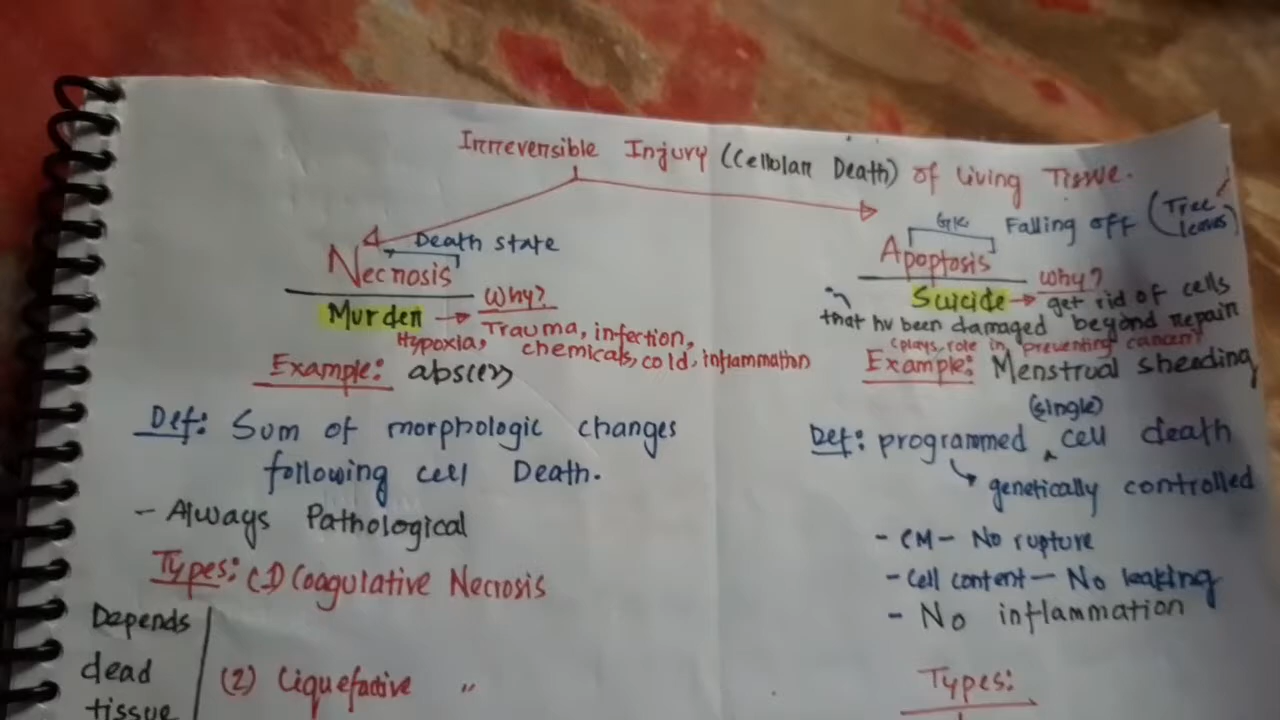 Irreversible Injury (Cellular Death) of Living Tissue.
Death state
Necrosis
Murder → Why?
Trauma, infection,
Hypoxia, chemicals, cold, inflammation
Example: abscess
Def: Sum of morphologic changes
following cell Death.
- Always Pathological
Types: (1) Coagulative Necrosis
Depends
dead
tissue
(2) Liquefactive "
GK Falling off (Tree
leaves)
Apoptosis
Suicide → Why?
get rid of cells
that hv been damaged beyond repair
(plays role in preventing cancer)
Example: Menstrual sheeding
(single)
Def: programmed cell death
genetically controlled
- CM - No rupture
- Cell content - No leaking
- No inflammation
Types: